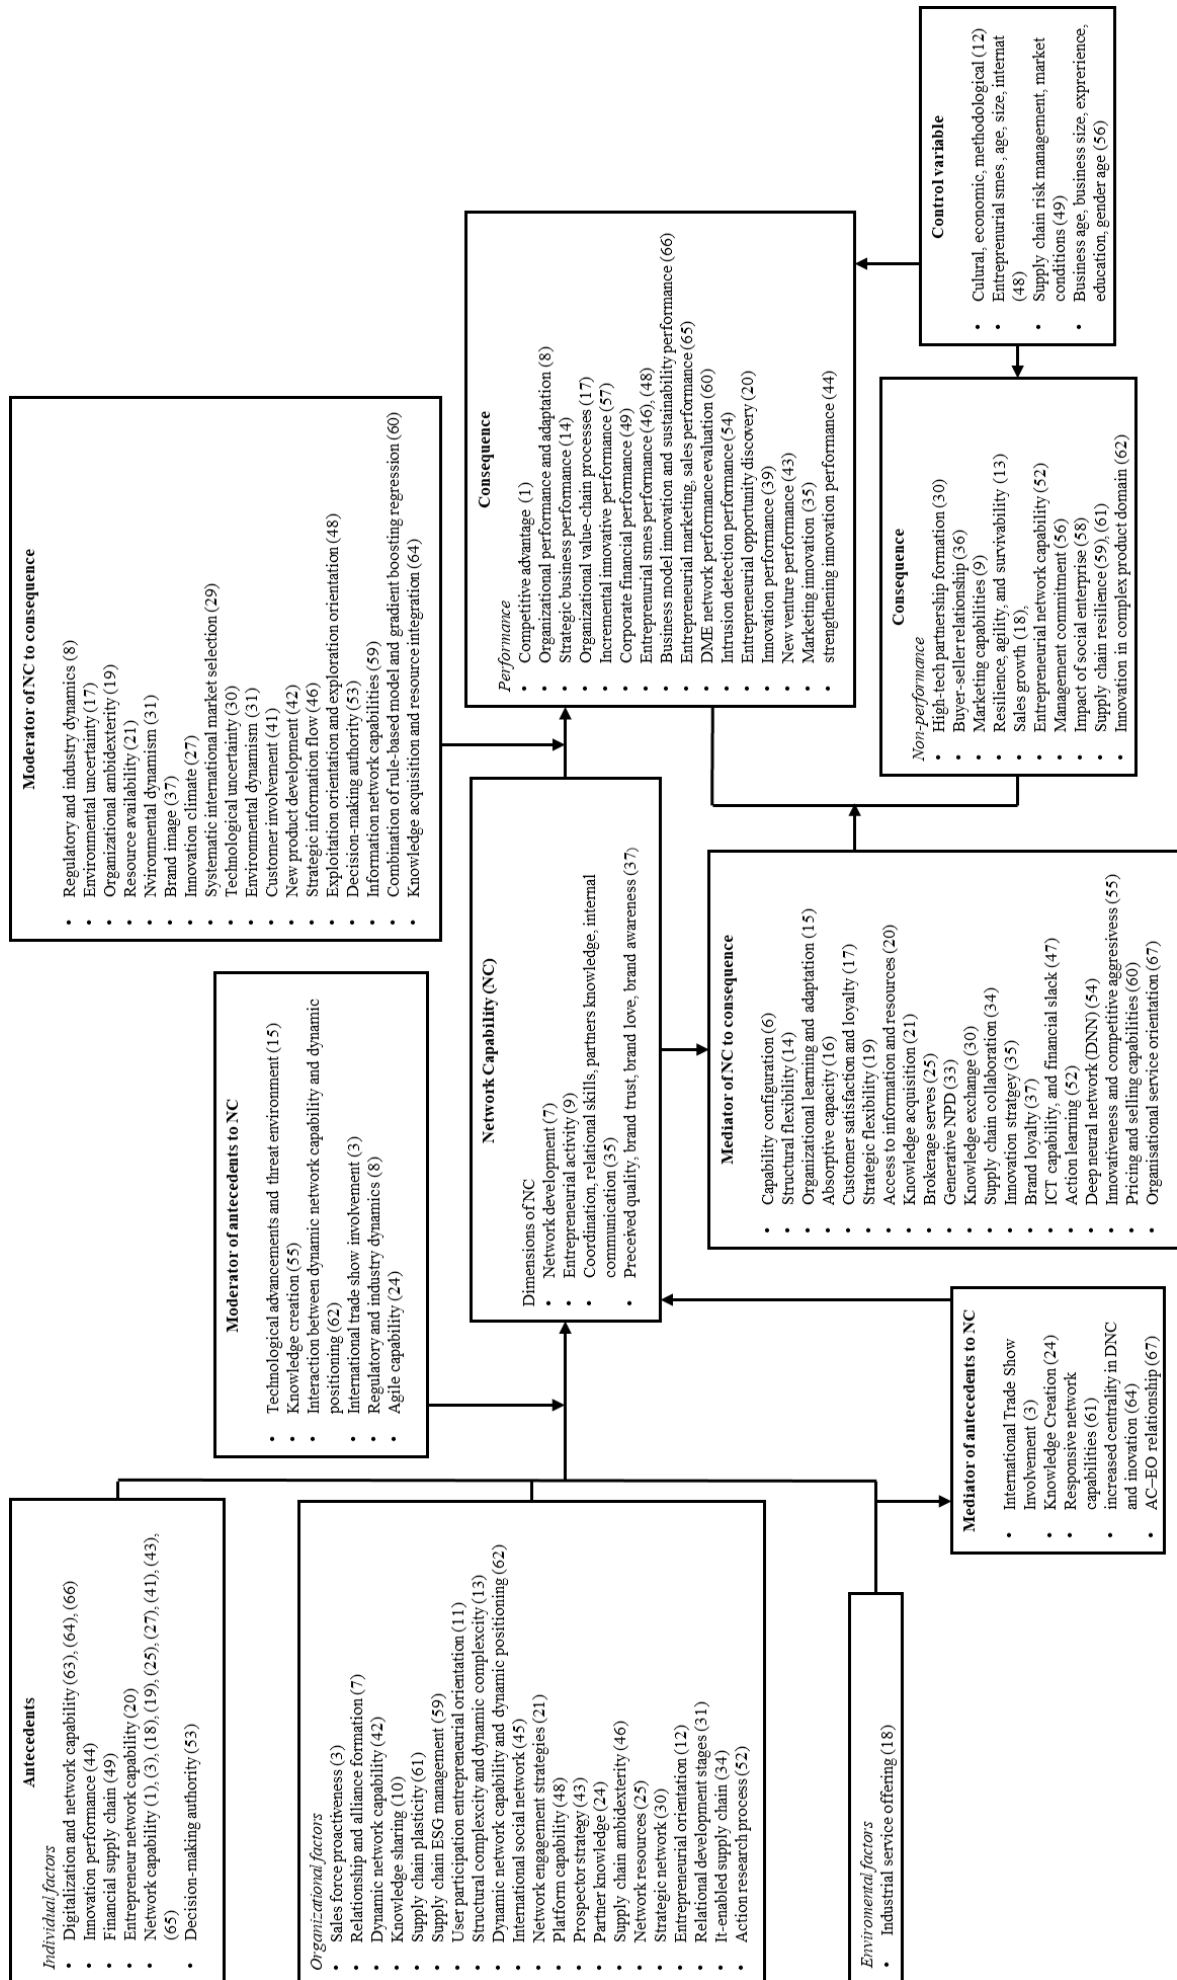 Antecedents
Individual factors
• Digitalization and network capability (63), (64), (66)
• Innovation performance (44)
• Financial supply chain (49)
• Entrepreneur network capability (20)
• Network capability (1), (3), (18), (19), (25), (27), (41), (43),
(65)
• Decision-making authority (53)
Organizational factors
• Sales force proactiveness (3)
• Relationship and alliance formation (7)
• Dynamic network capability (42)
• Knowledge sharing (10)
• Supply chain plasticity (61)
• Supply chain ESG management (59)
• User participation entrepreneurial orientation (11)
• Structural complexcity and dynamic complexcity (13)
• Dynamic network capability and dynamic positioning (62)
• International social network (45)
• Network engagement strategies (21)
• Platform capability (48)
• Prospector strategy (43)
• Partner knowledge (24)
• Supply chain ambidexterity (46)
• Network resources (25)
• Strategic network (30)
• Entrepreneurial orientation (12)
• Relational development stages (31)
• It-enabled supply chain (34)
• Action research process (52)
Enviromental factors
• Industrial service offering (18)
Moderator of antecedents to NC
• Technological advancements and threat environment (15)
• Knowledge creation (55)
• Interaction between dynamic network capability and dynamic
positioning (62)
• International trade show involvement (3)
• Regulatory and industry dynamics (8)
• Agile capability (24)
Mediator of antecedents to NC
• International Trade Show
Involvement (3)
• Knowledge Creation (24)
• Responsive network
capabilities (61)
• increased centrality in DNC
and inovation (64)
• AC–EO relationship (67)
Network Capability (NC)
Dimensions of NC
• Network development (7)
• Entrepreneurial activity (9)
• Coordination, relational skills, partners knowledge, internal
communication (35)
• Preceived quality, brand trust, brand love, brand awareness (37)
Moderator of NC to consequence
• Regulatory and industry dynamics (8)
• Environmental uncertainty (17)
• Organizational ambidexterity (19)
• Resource availability (21)
• Nvironmental dynamism (31)
• Brand image (37)
• Innovation climate (27)
• Systematic international market selection (29)
• Technological uncertainty (30)
• Environmental dynamism (31)
• Customer involvement (41)
• New product development (42)
• Strategic information flow (46)
• Exploitation orientation and exploration orientation (48)
• Decision-making authority (53)
• Information network capabilities (59)
• Combination of rule-based model and gradient boosting regression (60)
• Knowledge acquisition and resource integration (64)
Mediator of NC to consequence
• Capability configuration (6)
• Structural flexibility (14)
• Organizational learning and adaptation (15)
• Absorptive capacity (16)
• Customer satisfaction and loyalty (17)
• Strategic flexibility (19)
• Access to information and resources (20)
• Knowledge acquisition (21)
• Brokerage serves (25)
• Generative NPD (33)
• Knowledge exchange (30)
• Supply chain collaboration (34)
• Innovation stratgey (35)
• Brand loyalty (37)
• ICT capability, and financial slack (47)
• Action learning (52)
• Deep neural network (DNN) (54)
• Innovativeness and competitive aggresivess (55)
• Pricing and selling capabilities (60)
• Organisational service orientation (67)
Consequence
Performance
• Competitive advantage (1)
• Organizational performance and adaptation (8)
• Strategic business performance (14)
• Organizational value-chain processes (17)
• Incremental innovative performance (57)
• Corporate financial performance (49)
• Entreprenurial smes performance (46), (48)
• Business model innovation and sustainability performance (66)
• Entrepreneurial marketing, sales performance (65)
• DME network performance evaluation (60)
• Intrusion detection performance (54)
• Entrepreneurial opportunity discovery (20)
• Innovation performance (39)
• New venture performance (43)
• Marketing innovation (35)
• strengthening innovation performance (44)
Consequence
Non-performance
• High-tech partnership formation (30)
• Buyer-seller relationship (36)
• Marketing capabilities (9)
• Resilience, agility, and survivability (13)
• Sales growth (18),
• Entrepreneurial network capability (52)
• Management commitment (56)
• Impact of social enterprise (58)
• Supply chain resilience (59), (61)
• Innovation in complex product domain (62)
Control variable
• Culural, economic, methodological (12)
• Entreprenurial smes , age, size, internat
(48)
• Supply chain risk management, market
conditions (49)
• Business age, business size, exprerience,
education, gender age (56)